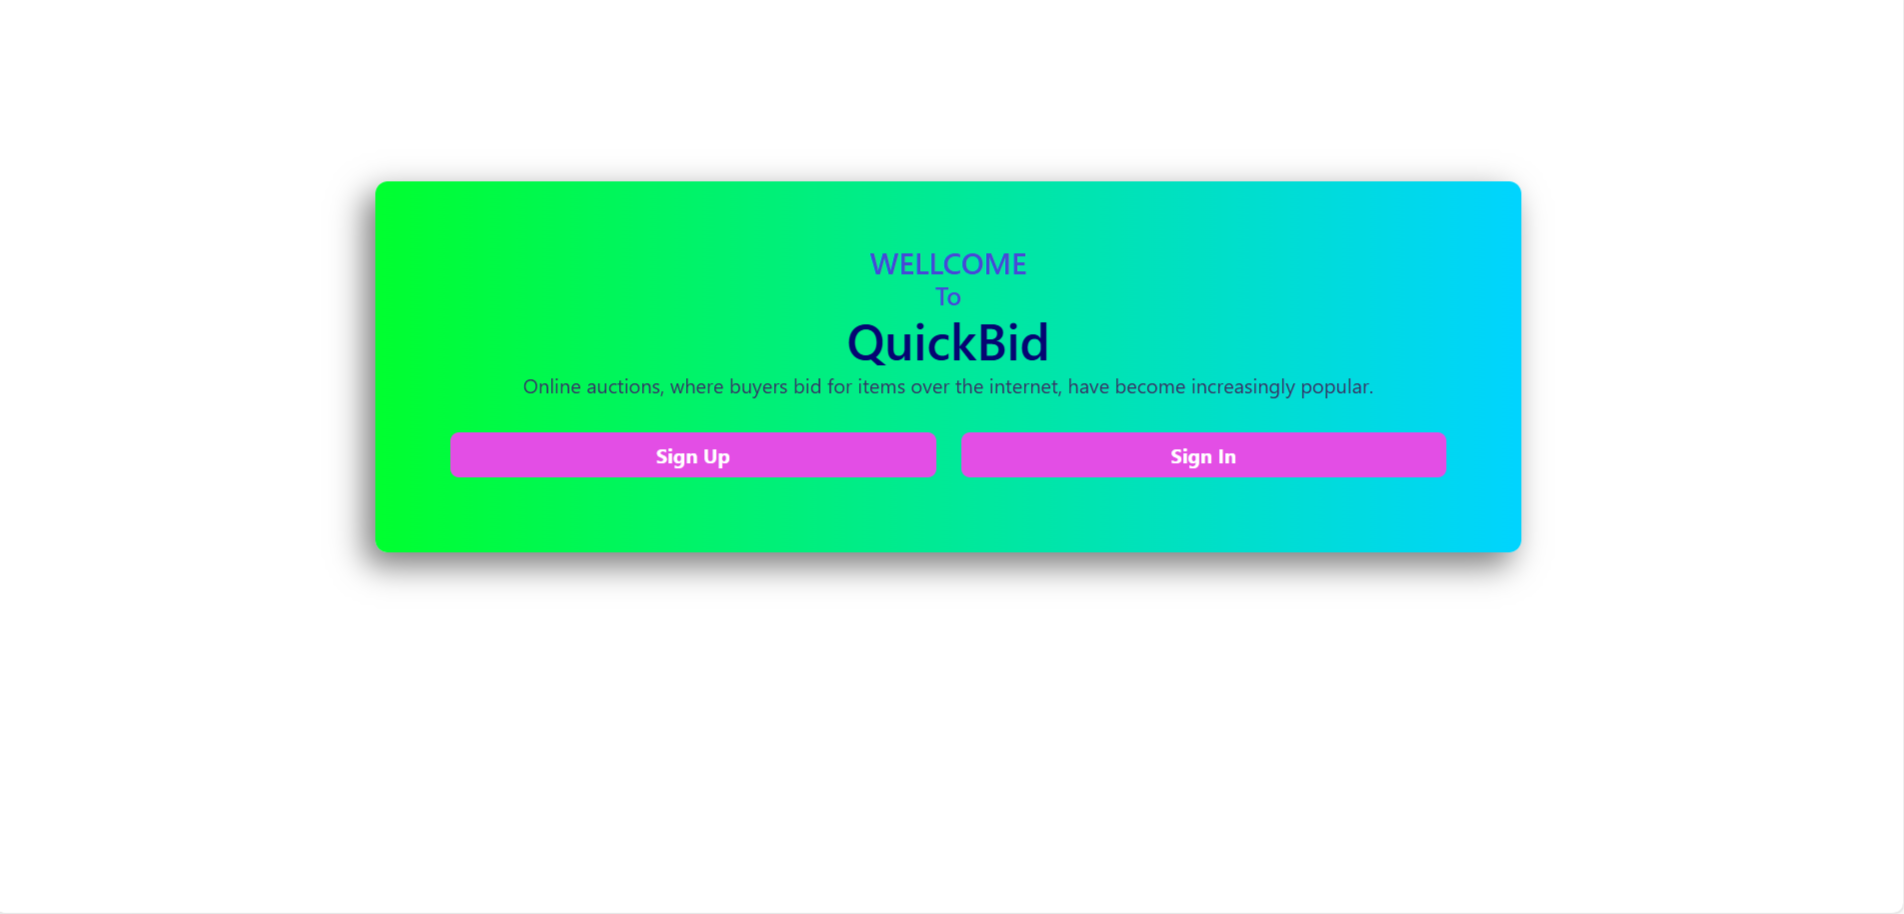 WELLCOME
To
QuickBid
Online auctions, where buyers bid for items over the internet, have become increasingly popular.
Sign Up
Sign In